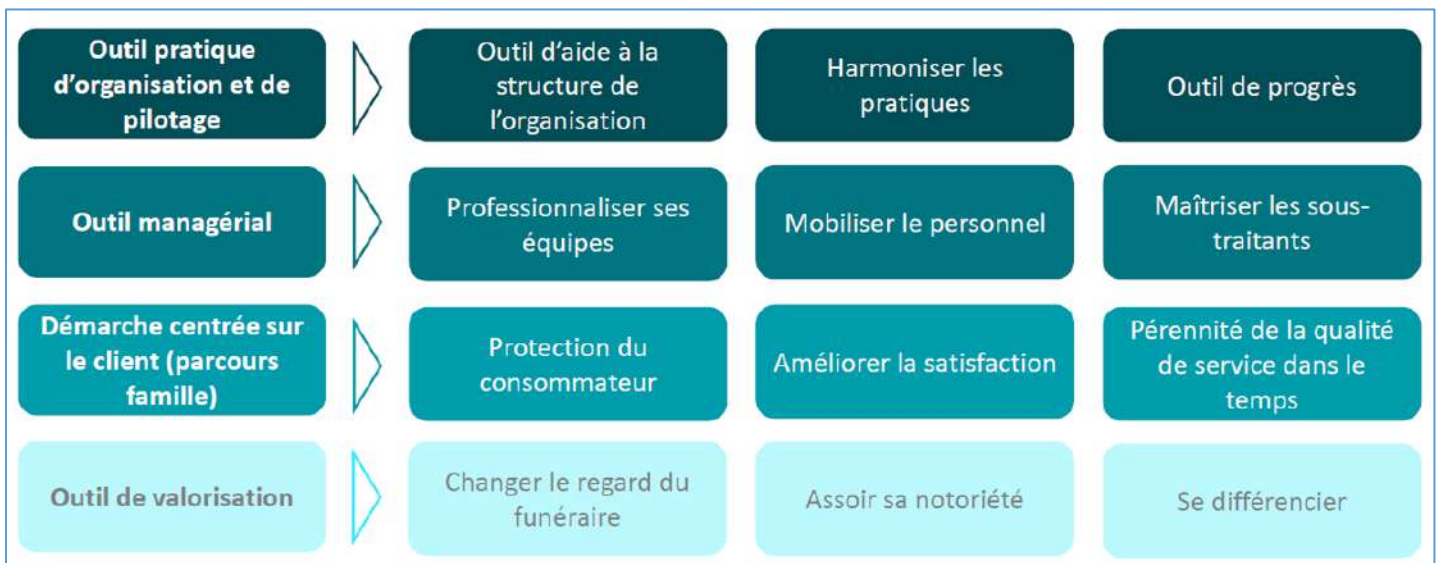 Outil pratique
d'organisation et de
pilotage
Outil d'aide à la
structure de
l'organisation
Harmoniser les
pratiques
Outil de progrès
Outil managérial
Professionnaliser ses
équipes
Mobiliser le personnel
Maîtriser les sous-
traitants
Démarche centrée sur
le client (parcours
famille)
Protection du
consommateur
Améliorer la satisfaction
Pérennité de la qualité
de service dans le
temps
Outil de valorisation
Changer le regard du
funéraire
Assoir sa notoriété
Se différencier